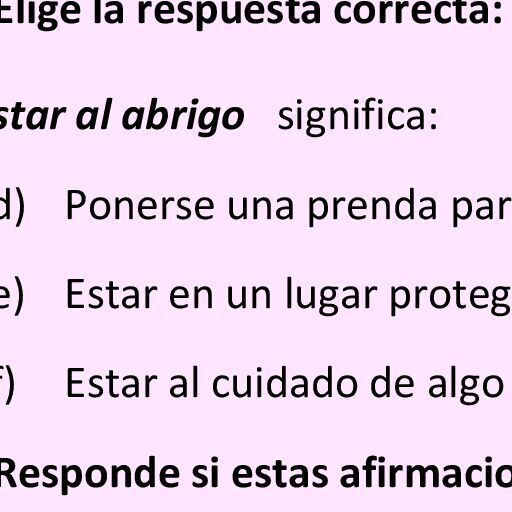 Elige la respuesta correcta:
star al abrigo significa:
d) Ponerse una prenda par
e) Estar en un lugar proteg
f) Estar al cuidado de algo
Responde si estas afirmacio